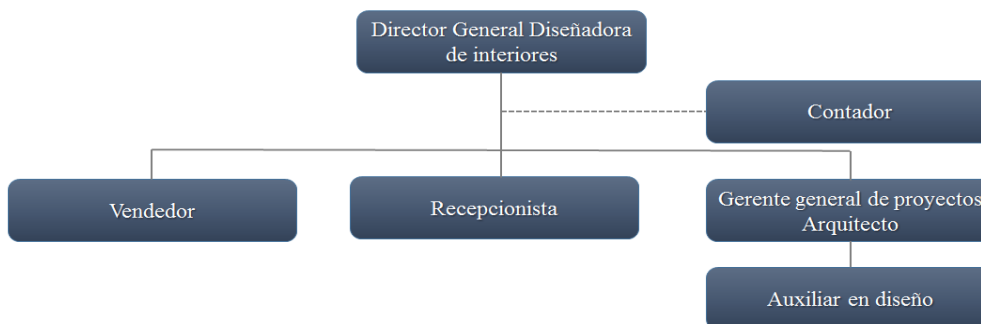 Director General Diseñadora
de interiores
Contador
Vendedor
Recepcionista
Gerente general de proyectos
Arquitecto
Auxiliar en diseño